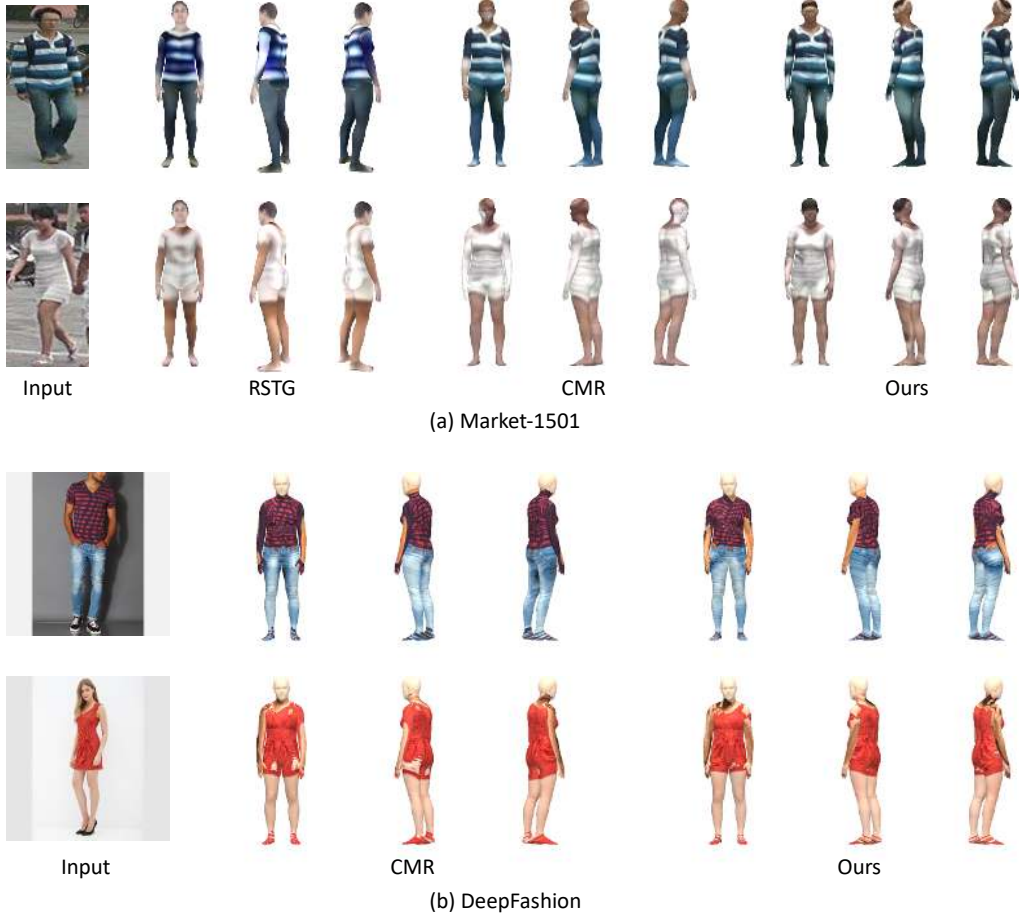 Input RSTG CMR Ours
(a) Market-1501
Input CMR Ours
(b) DeepFashion